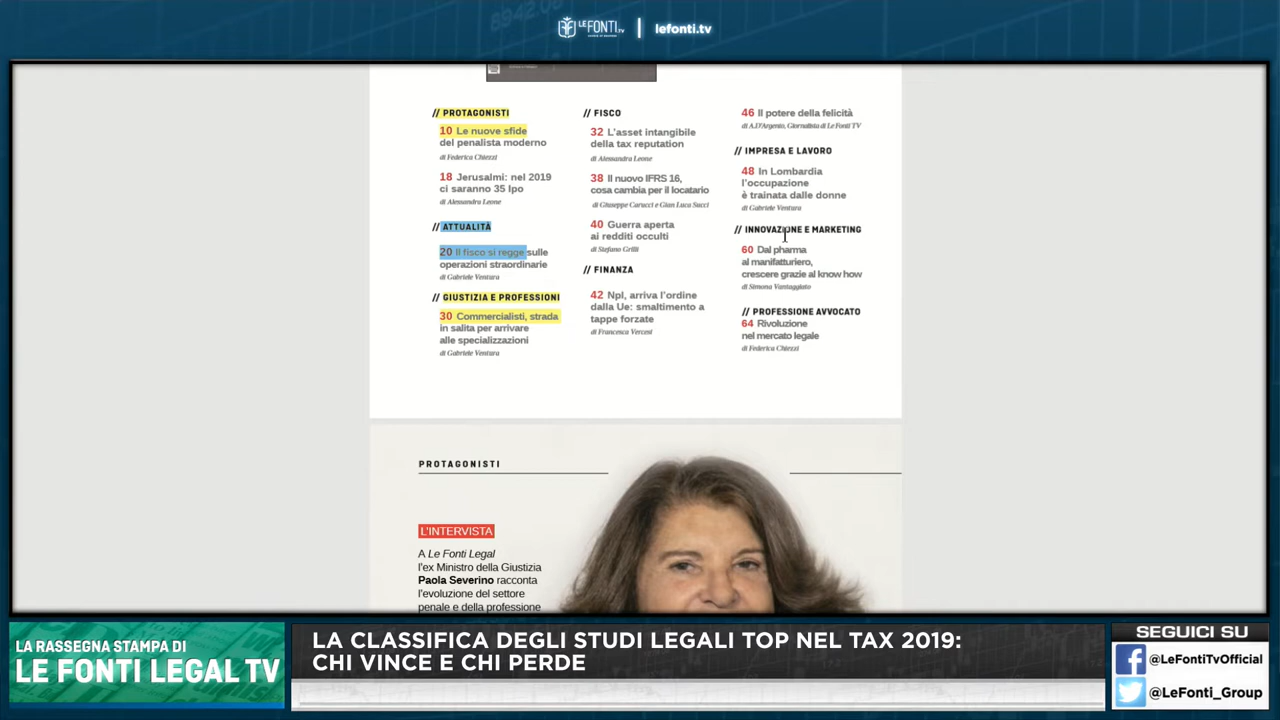 LE FONTI TV
lefonti.tv
// PROTAGONISTI
10 Le nuove sfide
del penalista moderno
di Federica Chiezzi
18 Jerusalmi: nel 2019
ci saranno 35 Ipo
di Alessandra Leone
// ATTUALITÀ
20 Il fisco si regge sulle
operazioni straordinarie
di Gabriele Ventura
// GIUSTIZIA E PROFESSIONI
30 Commercialisti, strada
in salita per arrivare
alle specializzazioni
di Gabriele Ventura
// FISCO
32 L'asset intangibile
della tax reputation
di Alessandra Leone
38 Il nuovo IFRS 16,
cosa cambia per il locatario
di Giuseppe Carucci e Gian Luca Succi
40 Guerra aperta
ai redditi occulti
di Stefano Grilli
// FINANZA
42 Npl, arriva l'ordine
dalla Ue: smaltimento a
tappe forzate
di Francesca Vercesi
46 Il potere della felicità
di A.D'Argento, Giornalista di Le Fonti TV
// IMPRESA E LAVORO
48 In Lombardia
l'occupazione
è trainata dalle donne
di Gabriele Ventura
// INNOVAZIONE E MARKETING
60 Dal pharma
al manifatturiero,
crescere grazie al know how
di Simona Vantaggiato
// PROFESSIONE AVVOCATO
64 Rivoluzione
nel mercato legale
di Federica Chiezzi
PROTAGONISTI
L'INTERVISTA
A Le Fonti Legal
l'ex Ministro della Giustizia
Paola Severino racconta
l'evoluzione del settore
penale e della professione
LA RASSEGNA STAMPA DI
LE FONTI LEGAL TV
LA CLASSIFICA DEGLI STUDI LEGALI TOP NEL TAX 2019:
CHI VINCE E CHI PERDE
SEGUICI SU
@LeFontiTvOfficial
@LeFonti_Group